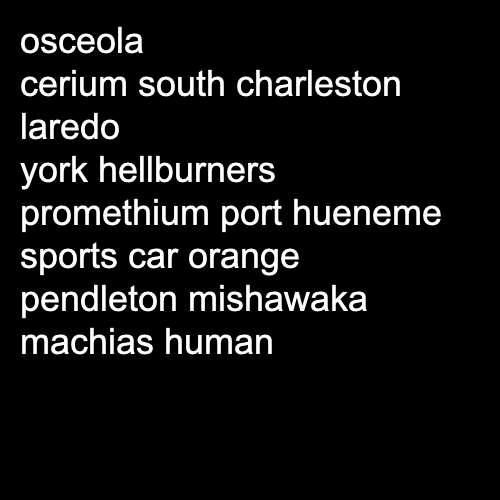 osceola
cerium south charleston
laredo
york hellburners
promethium port hueneme
sports car orange
pendleton mishawaka
machias human